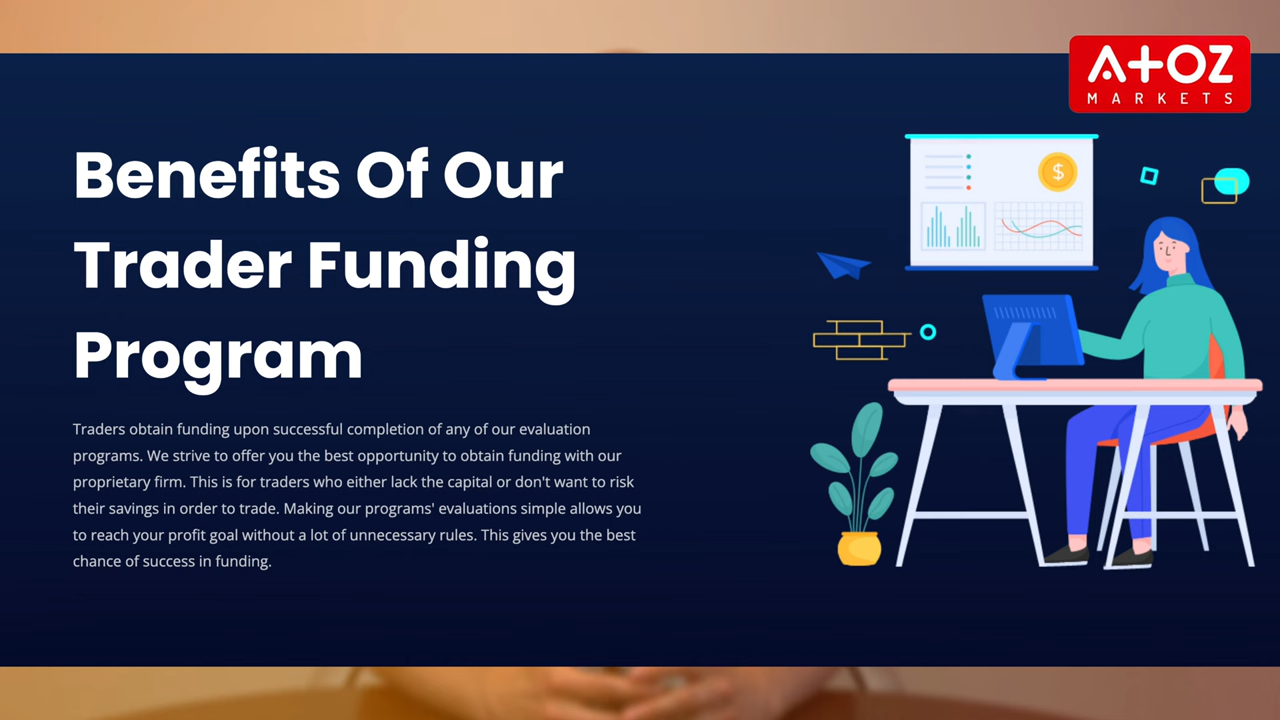 ATOZ
MARKETS
Benefits Of Our
Trader Funding
Program
$
Traders obtain funding upon successful completion of any of our evaluation
programs. We strive to offer you the best opportunity to obtain funding with our
proprietary firm. This is for traders who either lack the capital or don't want to risk
their savings in order to trade. Making our programs' evaluations simple allows you
to reach your profit goal without a lot of unnecessary rules. This gives you the best
chance of success in funding.